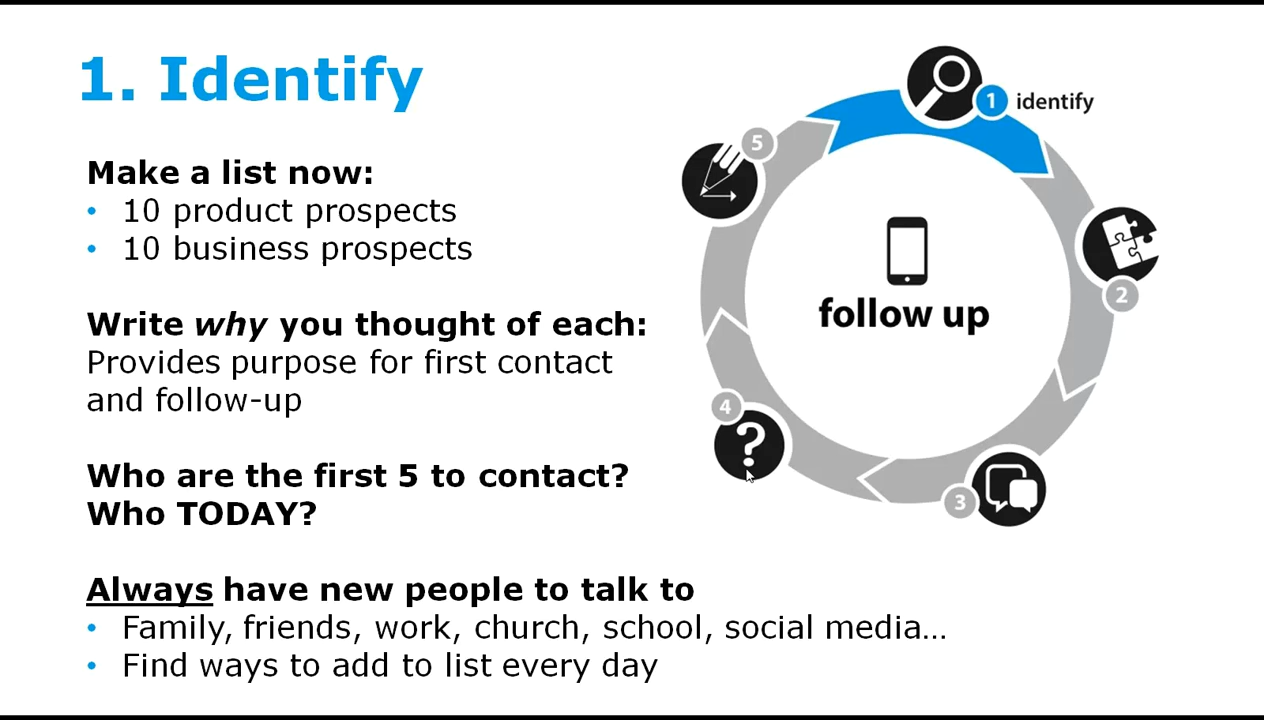 1. Identify
Make a list now:
• 10 product prospects
• 10 business prospects
Write why you thought of each:
Provides purpose for first contact
and follow-up
Who are the first 5 to contact?
Who TODAY?
Always have new people to talk to
• Family, friends, work, church, school, social media...
• Find ways to add to list every day
1 identify
2
3
4
5
follow up